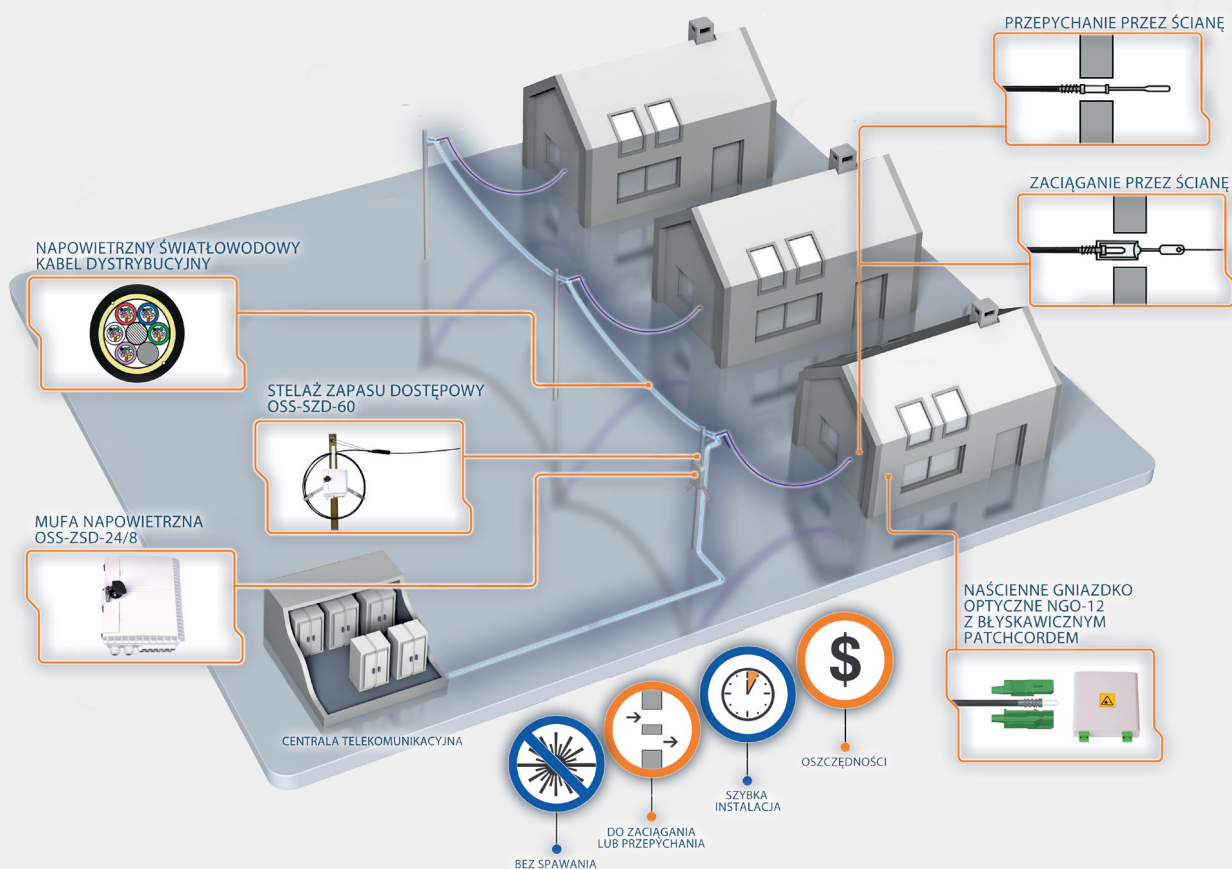 PRZEPYCHANIE PRZEZ ŚCIANĘ
ZACIĄGANIE PRZEZ ŚCIANĘ
NAPOWIETRZNY ŚWIATŁOWODOWY
KABEL DYSTRYBUCYJNY
STELAŻ ZAPASU DOSTĘPOWY
OSS-SZD-60
MUFA NAPOWIETRZNA
OSS-ZSD-24/8
NAŚCIENNE GNIAZDKO
OPTYCZNE NGO-12
Z BŁYSKAWICZNYM
PATCHCORDEM
CENTRALA TELEKOMUNIKACYJNA
$
OSZCZĘDNOŚCI
SZYBKA
INSTALACJA
DO ZACIĄGANIA
LUB PRZEPYCHANIA
BEZ SPAWANIA